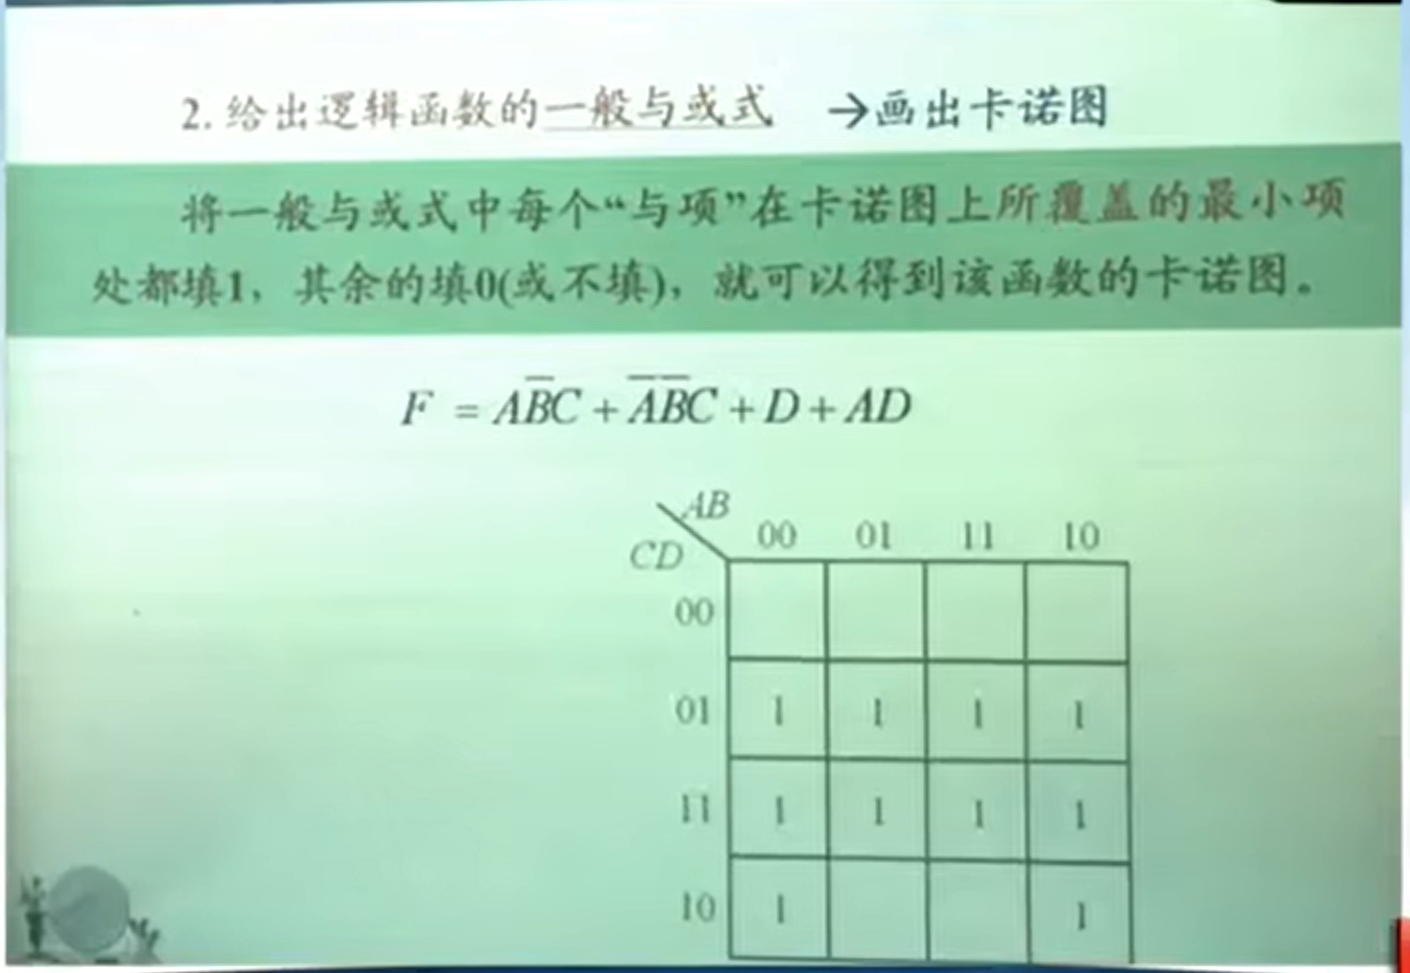 2. 给出逻辑函数的一般与或式 →画出卡诺图
将一般与或式中每个“与项”在卡诺图上所覆盖的最小项
处都填1，其余的填0(或不填)，就可以得到该函数的卡诺图。
F = AB̅C + A̅B̅C + D + AD
AB
00 01 11 10
CD
00
01 1 1 1 1
11 1 1 1 1
10 1 1